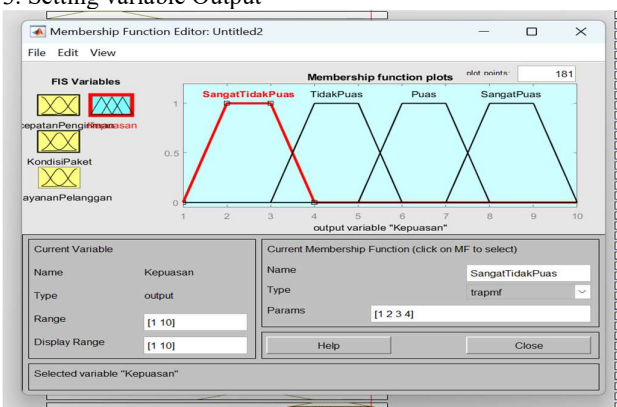 3. Setting Variable Output
Membership Function Editor: Untitled2
File Edit View
FIS Variables
Membership function plots
plot points:
181
SangatTidakPuas TidakPuas Puas SangatPuas
KondisiPaket
ayananPelanggan
1
0.5
0
1 2 3 4 5 6 7 8 9 10
output variable "Kepuasan"
Current Variable
Name Kepuasan
Type output
Range [1 10]
Display Range [1 10]
Current Membership Function (click on MF to select)
Name SangatTidakPuas
Type trapmf
Params [1 2 3 4]
Help Close
Selected variable "Kepuasan"